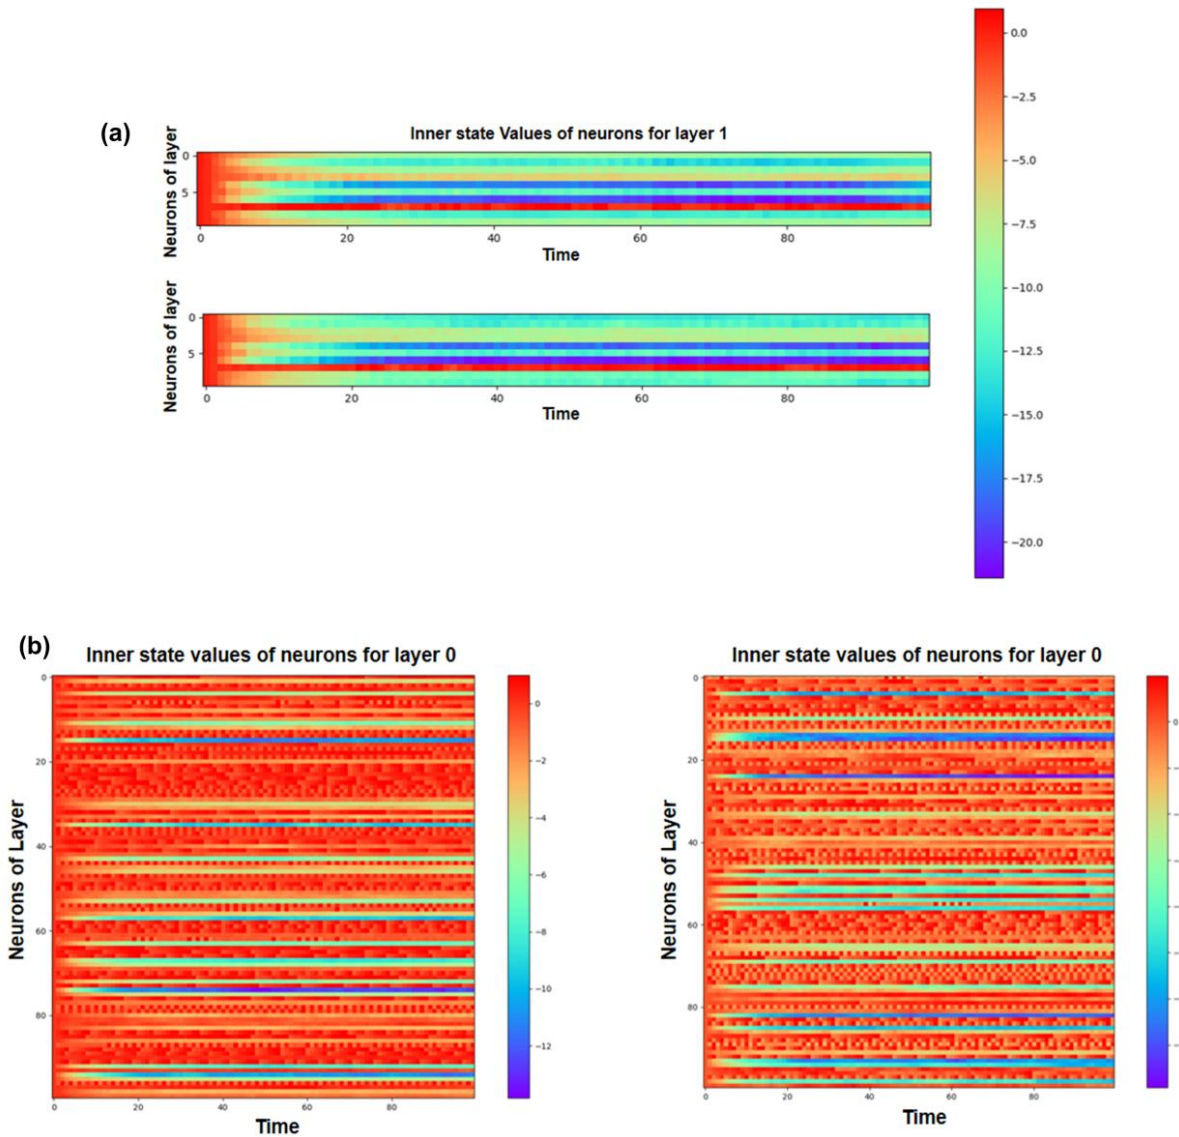 (a)
Inner state Values of neurons for layer 1
Neurons of layer
0
5
0 20 40 60 80
Time
Neurons of layer
0
5
0 20 40 60 80
Time
0.0
−2.5
−5.0
−7.5
−10.0
−12.5
−15.0
−17.5
−20.0
(b)
Inner state values of neurons for layer 0
Neurons of Layer
0
20
40
60
80
0 20 40 60 80
Time
0
−2
−4
−6
−8
−10
−12
Inner state values of neurons for layer 0
Neurons of Layer
0
20
40
60
80
0 20 40 60 80
Time
0